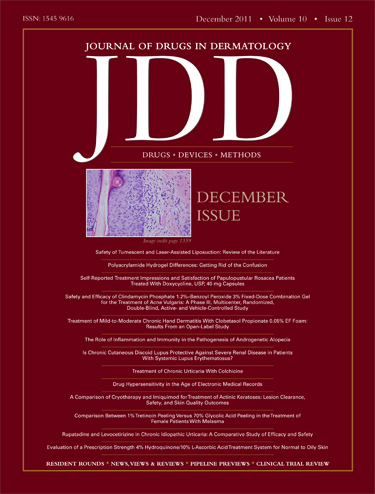 ISSN: 1545 9616
December 2011 • Volume 10 • Issue 12
JOURNAL OF DRUGS IN DERMATOLOGY
JDD
DRUGS • DEVICES • METHODS
DECEMBER
ISSUE
Image credit page 1359
Safety of Tumescent and Laser-Assisted Liposuction: Review of the Literature
Polyacrylamide Hydrogel Differences: Getting Rid of the Confusion
Self-Reported Treatment Impressions and Satisfaction of Papulopustular Rosacea Patients
Treated With Doxycycline, USP, 40 mg Capsules
Safety and Efficacy of Clindamycin Phosphate 1.2%-Benzoyl Peroxide 3% Fixed-Dose Combination Gel
for the Treatment of Acne Vulgaris: A Phase III, Multicenter, Randomized,
Double-Blind, Active- and Vehicle-Controlled Study
Treatment of Mild-to-Moderate Chronic Hand Dermatitis With Clobetasol Propionate 0.05% EF Foam:
Results From an Open-Label Study
The Role of Inflammation and Immunity in the Pathogenesis of Androgenetic Alopecia
Is Chronic Cutaneous Discoid Lupus Protective Against Severe Renal Disease in Patients
With Systemic Lupus Erythematosus?
Treatment of Chronic Urticaria With Colchicine
Drug Hypersensitivity in the Age of Electronic Medical Records
A Comparison of Cryotherapy and Imiquimod for Treatment of Actinic Keratoses: Lesion Clearance,
Safety, and Skin Quality Outcomes
Comparison Between 1% Tretinoin Peeling Versus 70% Glycolic Acid Peeling in the Treatment of
Female Patients With Melasma
Rupatadine and Levocetirizine in Chronic Idiopathic Urticaria: A Comparative Study of Efficacy and Safety
Evaluation of a Prescription Strength 4% Hydroquinone/10% L-Ascorbic Acid Treatment System for Normal to Oily Skin
RESIDENT ROUNDS * NEWS, VIEWS & REVIEWS * PIPELINE PREVIEWS * CLINICAL TRIAL REVIEW